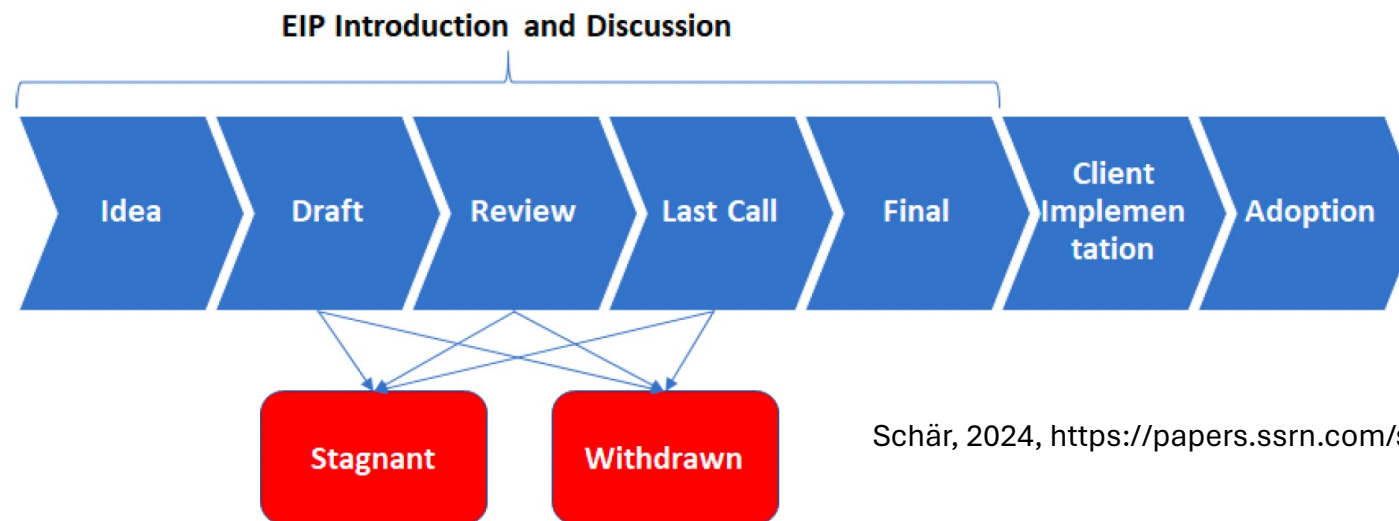 EIP Introduction and Discussion
Idea
Draft
Review
Last Call
Final
Client
Implemen
tation
Adoption
Stagnant
Withdrawn
Schär, 2024, https://papers.ssrn.com/s